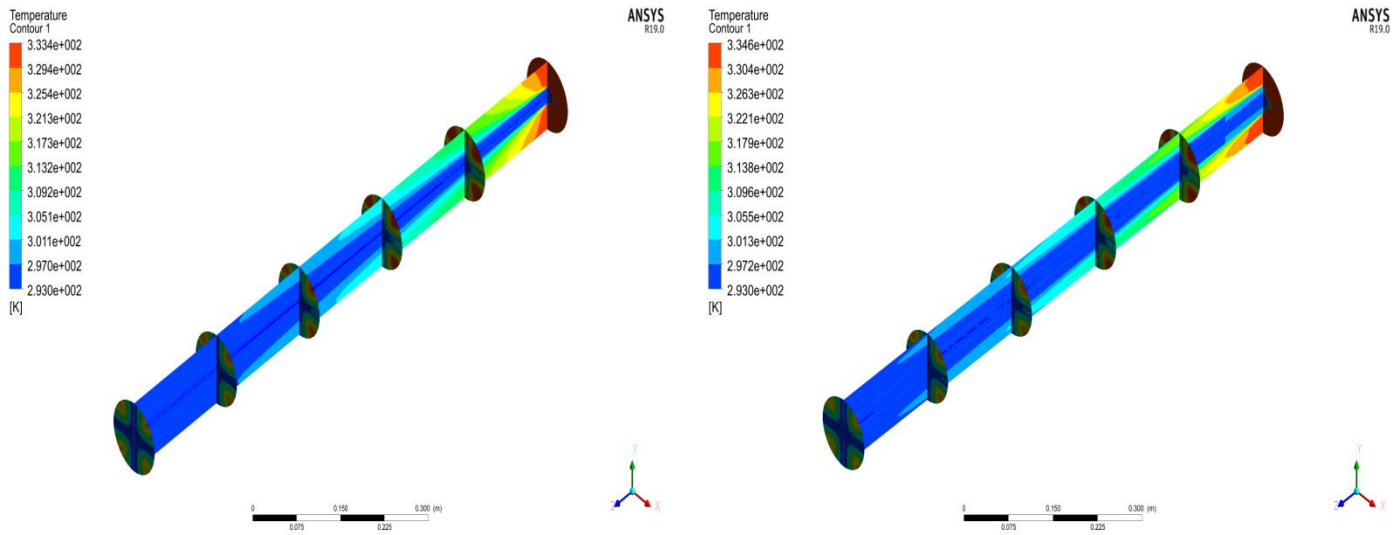 Temperature
Contour 1
3.334e+002
3.294e+002
3.254e+002
3.213e+002
3.173e+002
3.132e+002
3.092e+002
3.051e+002
3.011e+002
2.970e+002
2.930e+002
[K]
ANSYS
R19.0
0 0.150 0.300 (m)
0.075 0.225
Y
Z X
Temperature
Contour 1
3.346e+002
3.304e+002
3.263e+002
3.221e+002
3.179e+002
3.138e+002
3.096e+002
3.055e+002
3.013e+002
2.972e+002
2.930e+002
[K]
ANSYS
R19.0
0 0.150 0.300 (m)
0.075 0.225
Y
Z X